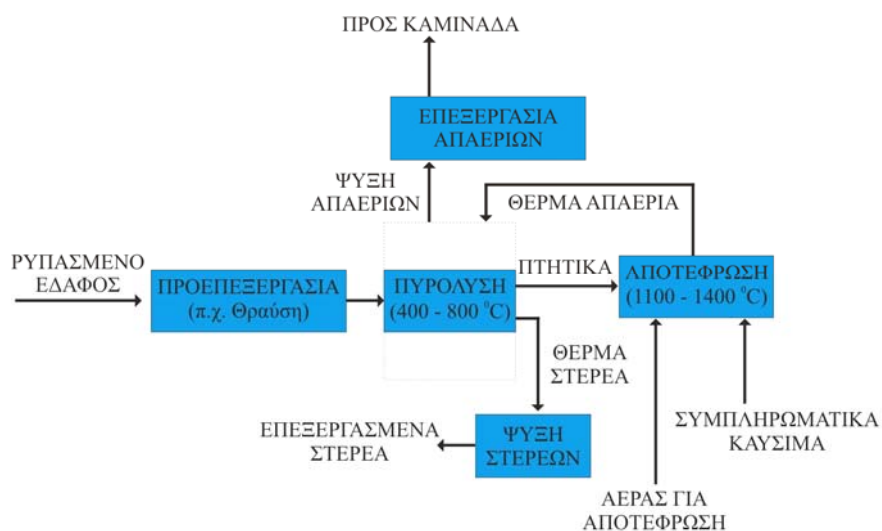 ΠΡΟΣ ΚΑΜΙΝΑΔΑ
ΕΠΕΞΕΡΓΑΣΙΑ
ΑΠΑΕΡΙΩΝ
ΨΥΞΗ
ΑΠΑΕΡΙΩΝ
ΘΕΡΜΑ ΑΠΑΕΡΙΑ
ΡΥΠΑΣΜΕΝΟ
ΕΔΑΦΟΣ
ΠΡΟΕΠΕΞΕΡΓΑΣΙΑ
(π.χ. Θραύση)
ΠΥΡΟΛΥΣΗ
(400 - 800 °C)
ΠΤΗΤΙΚΑ
ΑΠΟΤΕΦΡΩΣΗ
(1100 - 1400 °C)
ΘΕΡΜΑ
ΣΤΕΡΕΑ
ΕΠΕΞΕΡΓΑΣΜΕΝΑ
ΣΤΕΡΕΑ
ΨΥΞΗ
ΣΤΕΡΕΩΝ
ΣΥΜΠΛΗΡΩΜΑΤΙΚΑ
ΚΑΥΣΙΜΑ
ΑΕΡΑΣ ΓΙΑ
ΑΠΟΤΕΦΡΩΣΗ